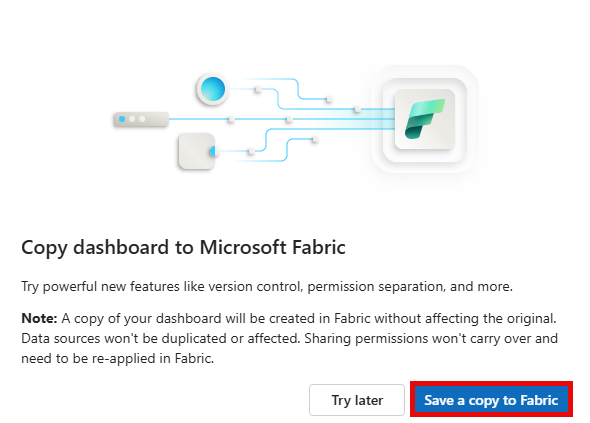 Copy dashboard to Microsoft Fabric
Try powerful new features like version control, permission separation, and more.
Note: A copy of your dashboard will be created in Fabric without affecting the original.
Data sources won't be duplicated or affected. Sharing permissions won't carry over and
need to be re-applied in Fabric.
Try later
Save a copy to Fabric